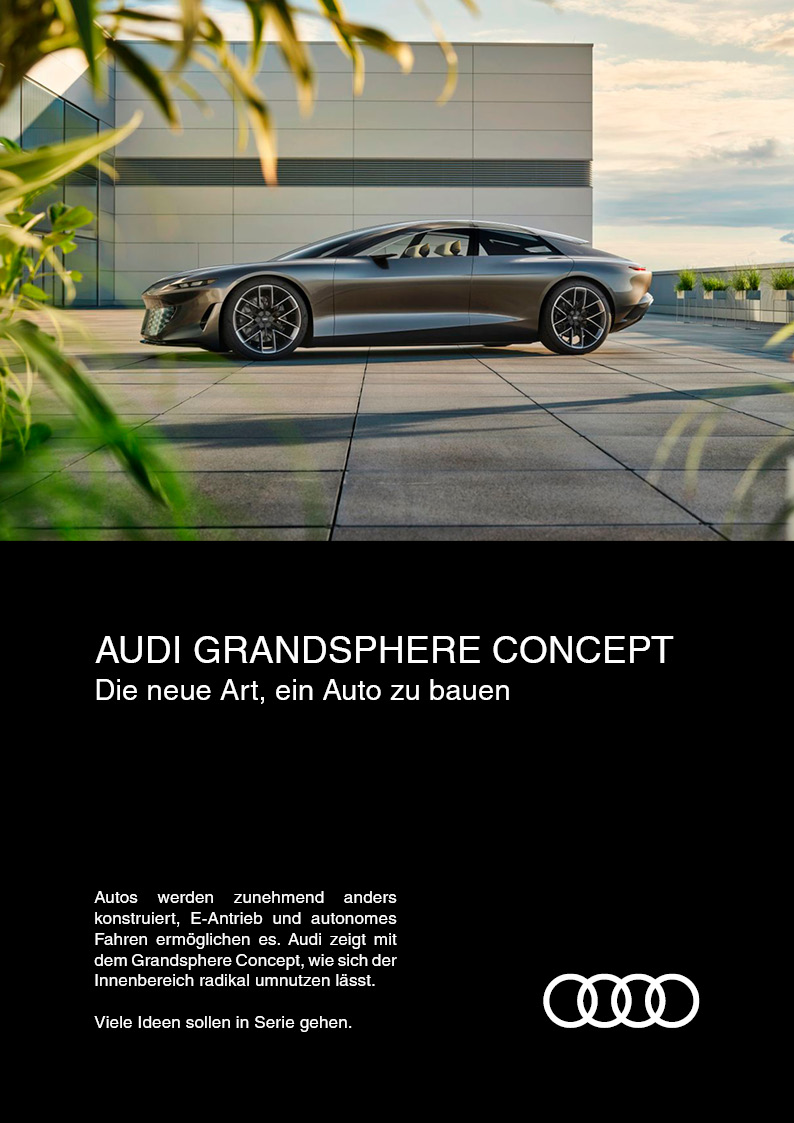 AUDI GRANDSPHERE CONCEPT
Die neue Art, ein Auto zu bauen
Autos werden zunehmend anders
konstruiert, E-Antrieb und autonomes
Fahren ermöglichen es. Audi zeigt mit
dem Grandsphere Concept, wie sich der
Innenbereich radikal umnutzen lässt.
Viele Ideen sollen in Serie gehen.